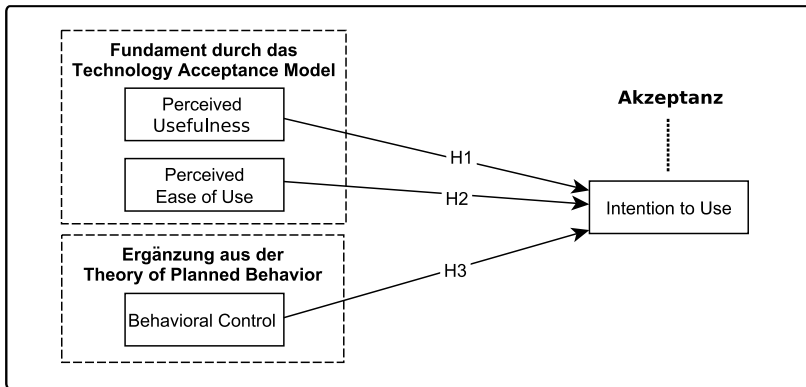 Fundament durch das
Technology Acceptance Model
Perceived
Usefulness
Perceived
Ease of Use
Ergänzung aus der
Theory of Planned Behavior
Behavioral Control
H1
H2
H3
Akzeptanz
Intention to Use